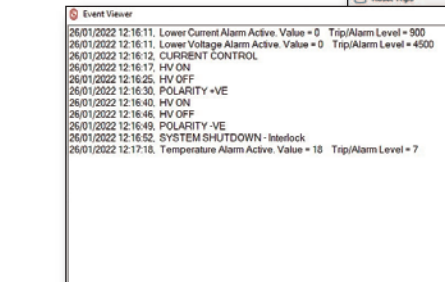 Event Viewer
26/01/2022 12:16:11, Lower Current Alarm Active. Value = 0 Trip/Alarm Level = 900
26/01/2022 12:16:11, Lower Voltage Alarm Active. Value = 0 Trip/Alarm Level = 4500
26/01/2022 12:16:12, CURRENT CONTROL
26/01/2022 12:16:17, HV ON
26/01/2022 12:16:25, HV OFF
26/01/2022 12:16:30, POLARITY +VE
26/01/2022 12:16:40, HV ON
26/01/2022 12:16:46, HV OFF
26/01/2022 12:16:49, POLARITY -VE
26/01/2022 12:16:52, SYSTEM SHUTDOWN - Interlock
26/01/2022 12:17:18, Temperature Alarm Active. Value = 18 Trip/Alarm Level = 7